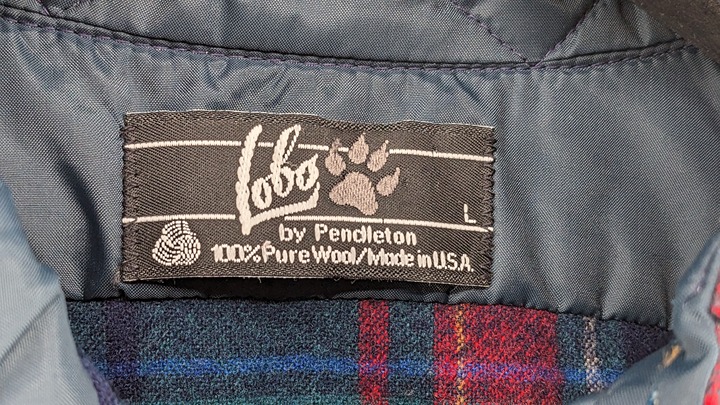 Lobo
L
by Pendleton
100% Pure Wool/Made in U.S.A.